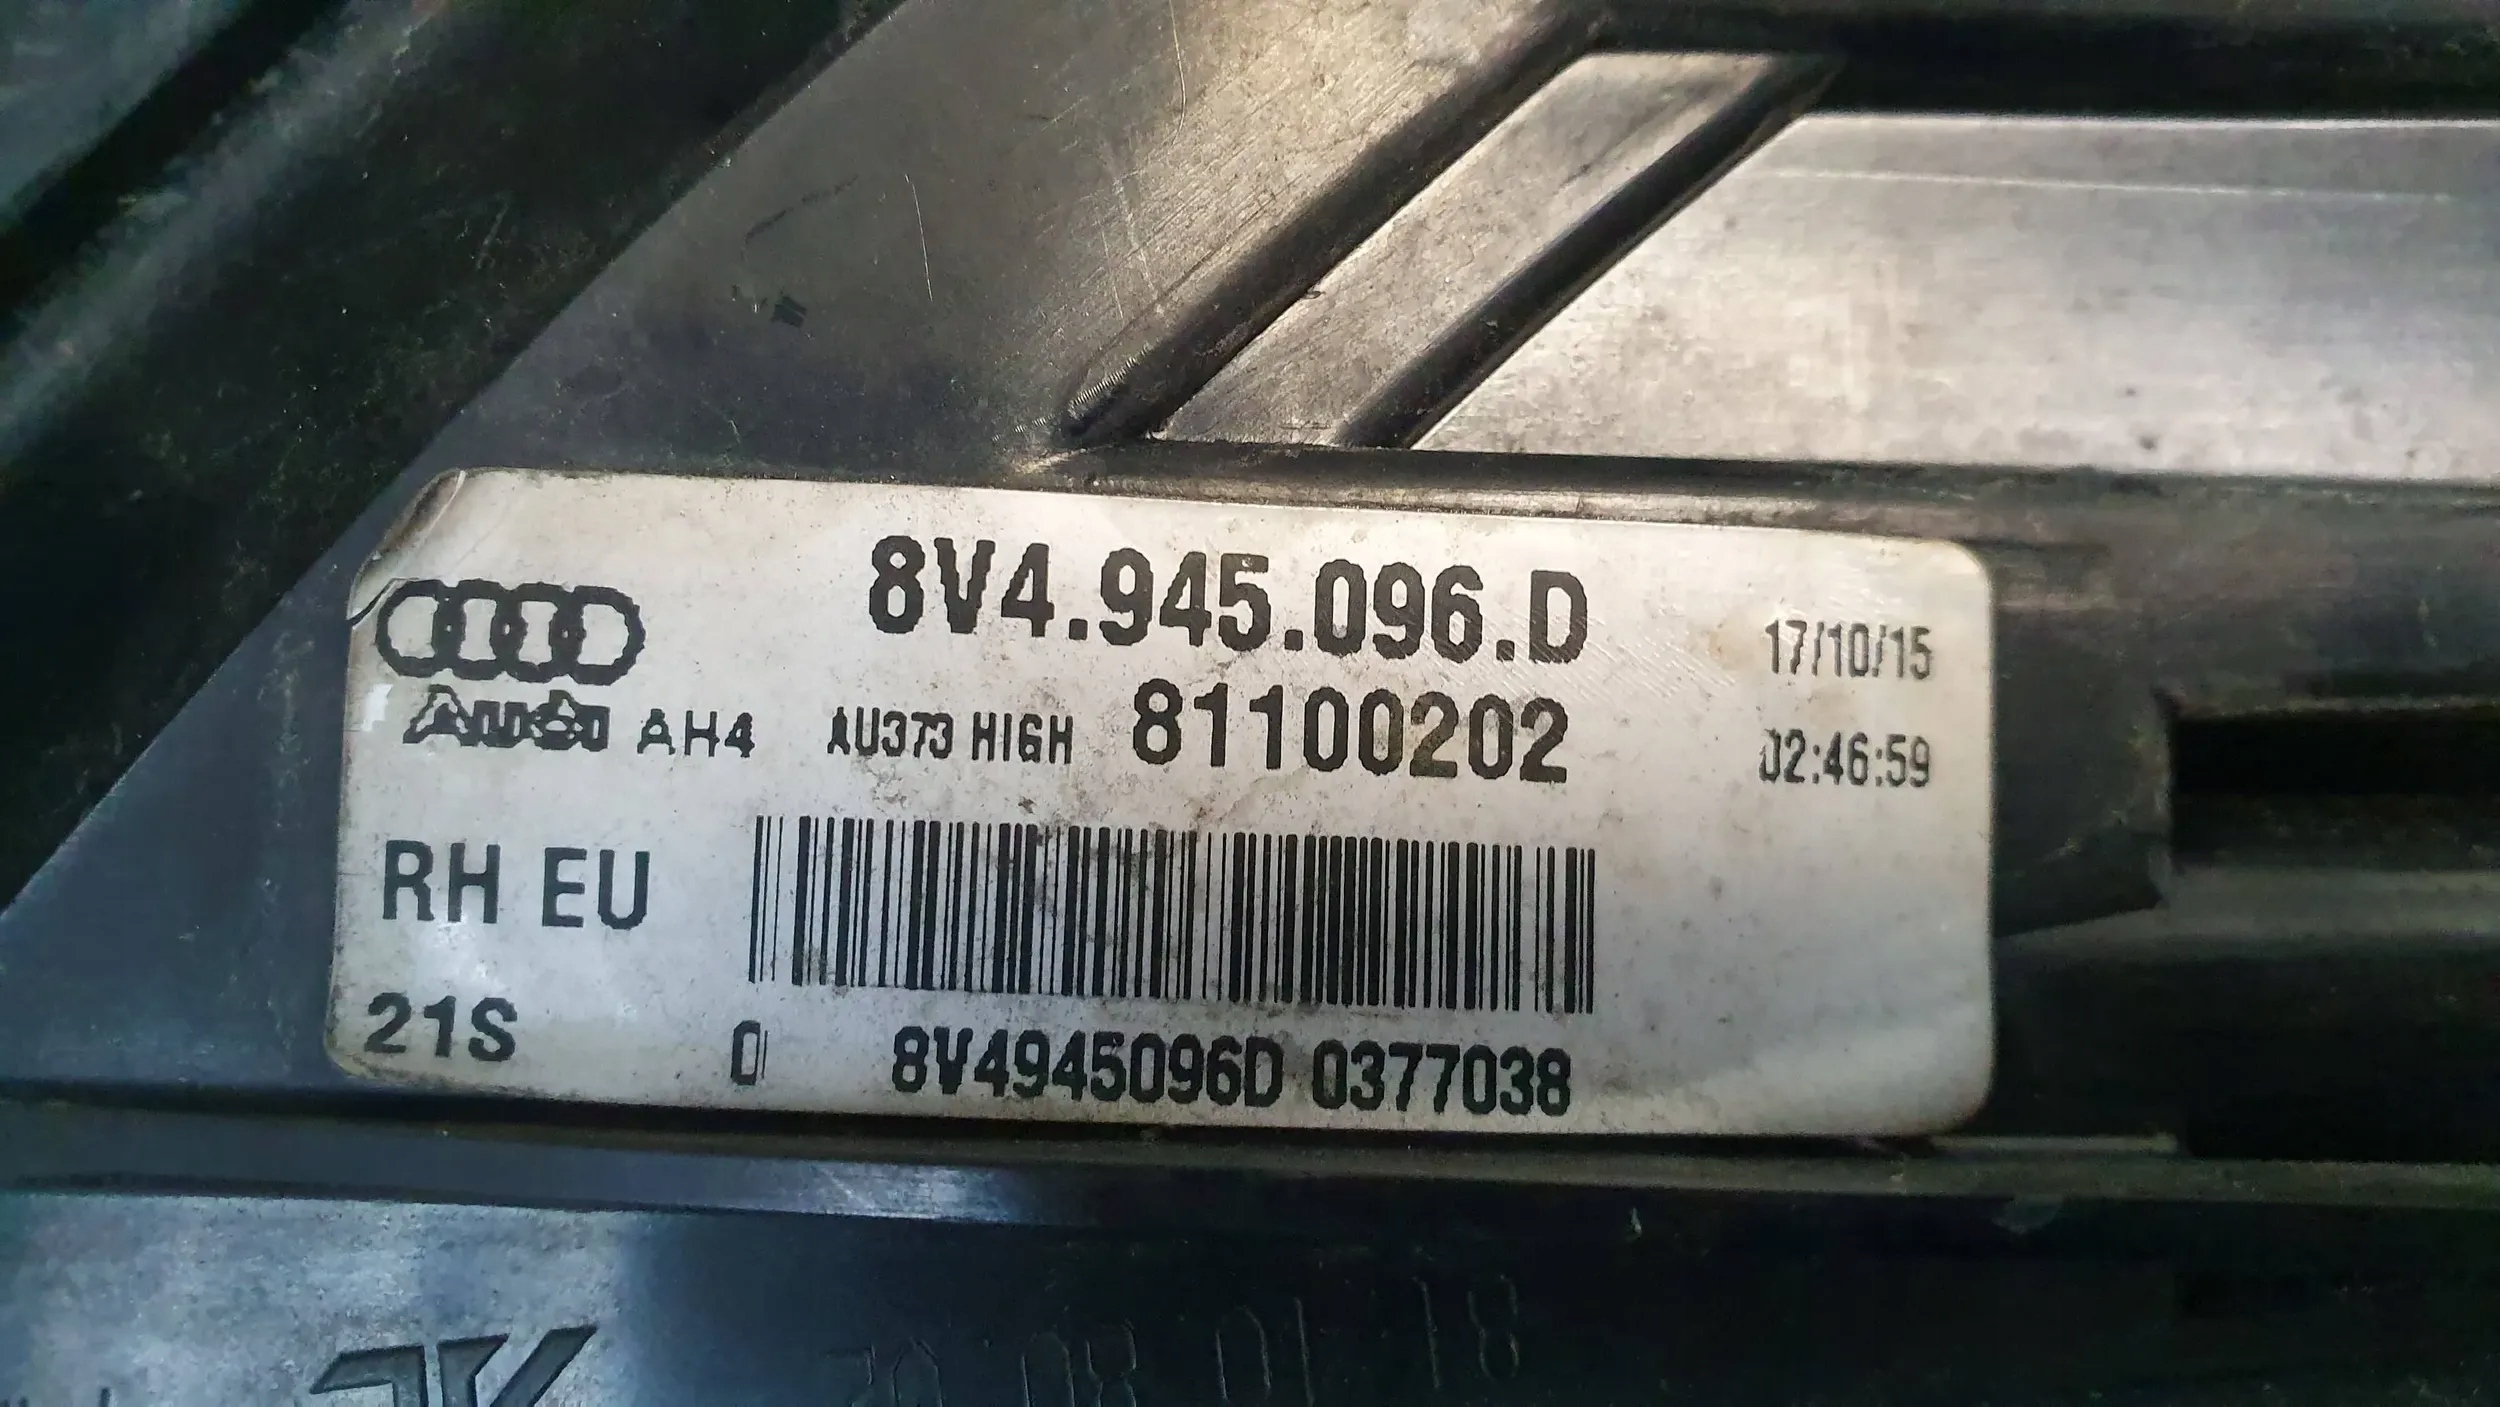 8V4.945.096.D
17/10/15
Audi AH4 AU373 HIGH 81100202
02:46:59
RH EU
21S
0 8V4945096D 0377038